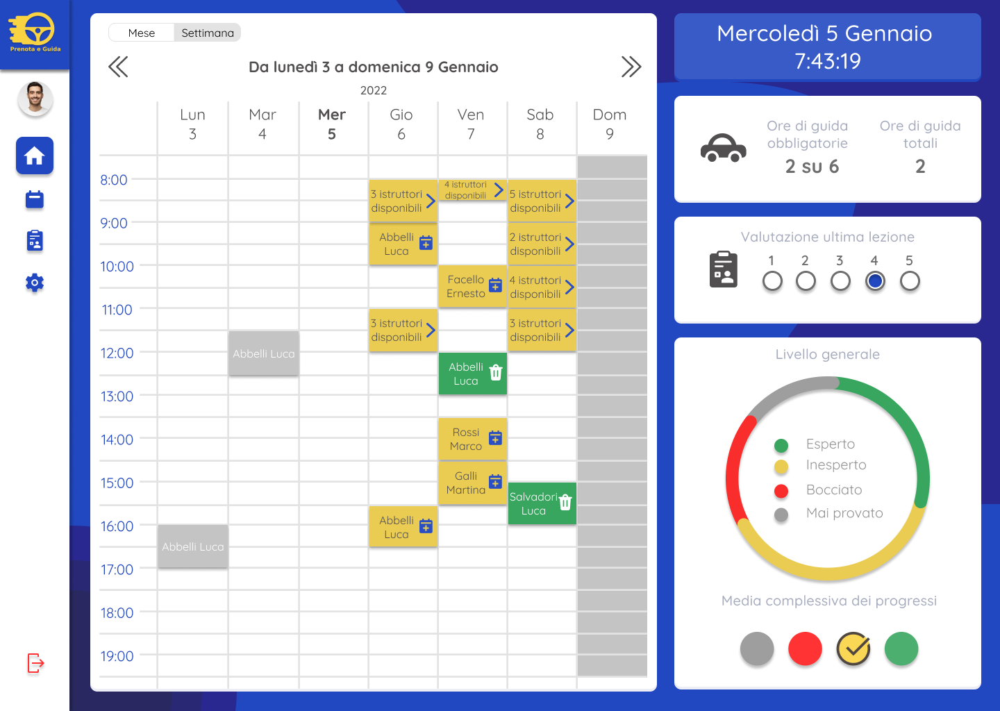 Prenota e Guida
Mese
Settimana
Da lunedì 3 a domenica 9 Gennaio
2022
Lun
3
Mar
4
Mer
5
Gio
6
Ven
7
Sab
8
Dom
9
8:00
9:00
10:00
11:00
12:00
13:00
14:00
15:00
16:00
17:00
18:00
19:00
Abbelli Luca
Abbelli Luca
3 istruttori
disponibili
Abbelli
Luca
3 istruttori
disponibili
Abbelli
Luca
4 istruttori
disponibili
Facello
Ernesto
Abbelli
Luca
Rossi
Marco
Galli
Martina
5 istruttori
disponibili
2 istruttori
disponibili
4 istruttori
disponibili
3 istruttori
disponibili
Salvadori
Luca
Mercoledì 5 Gennaio
7:43:19
Ore di guida
obbligatorie
2 su 6
Ore di guida
totali
2
Valutazione ultima lezione
1 2 3 4 5
Livello generale
Esperto
Inesperto
Bocciato
Mai provato
Media complessiva dei progressi